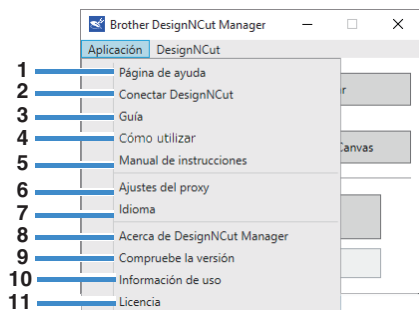 Brother DesignNCut Manager
Aplicación DesignNCut
1 Página de ayuda
2 Conectar DesignNCut
3 Guía
4 Cómo utilizar
5 Manual de instrucciones
6 Ajustes del proxy
7 Idioma
8 Acerca de DesignNCut Manager
9 Compruebe la versión
10 Información de uso
11 Licencia
Canvas